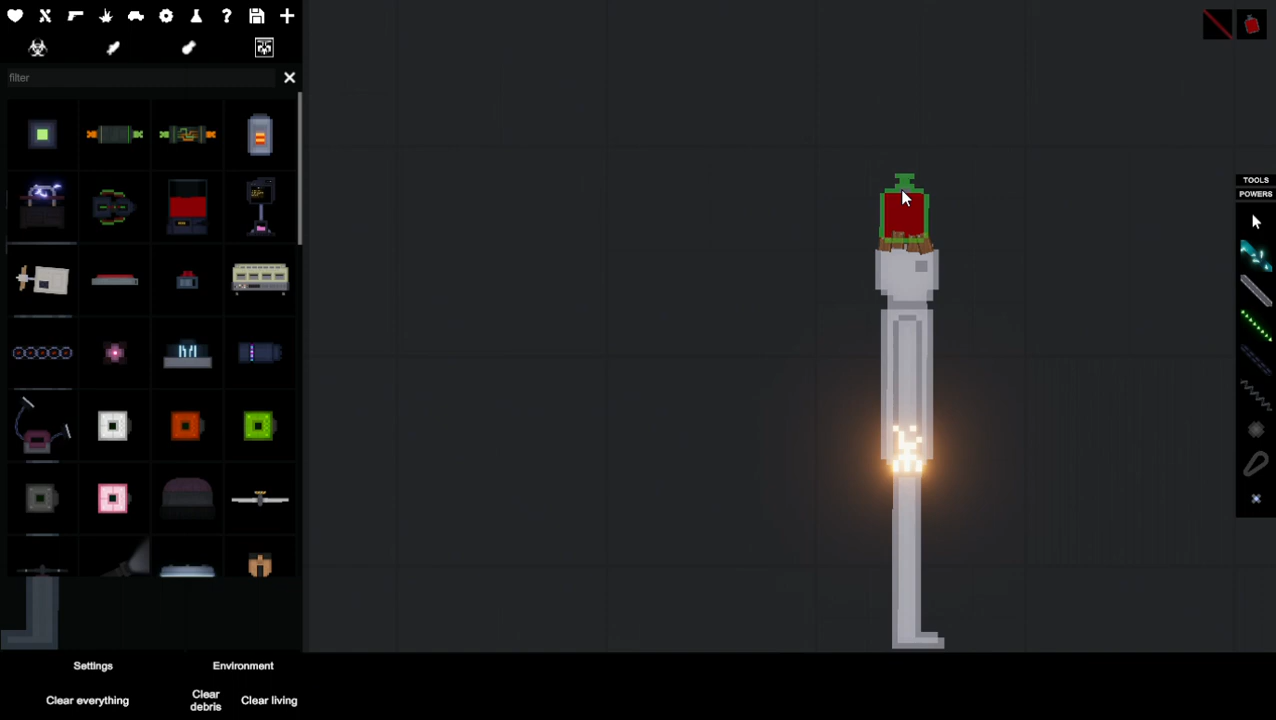 filter
TOOLS
POWERS
Settings
Environment
Clear everything
Clear
debris
Clear living